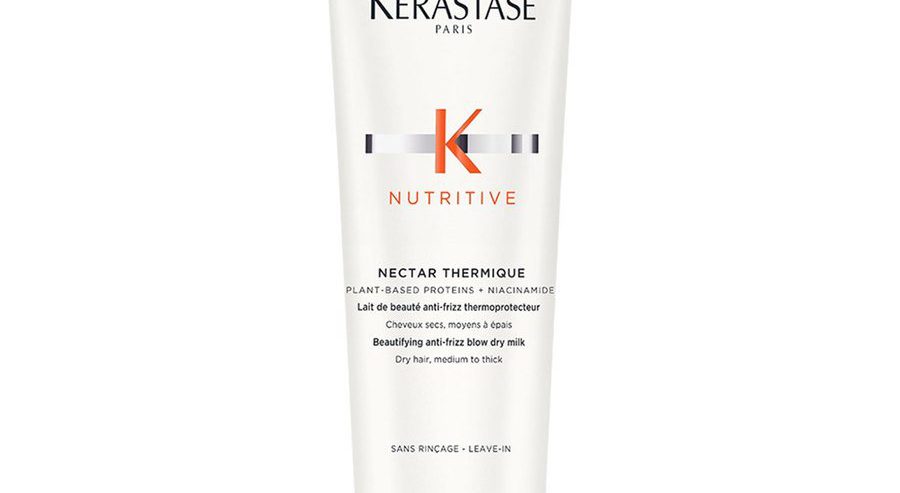 KÉRASTASE
PARIS
K
NUTRITIVE
NECTAR THERMIQUE
PLANT-BASED PROTEINS + NIACINAMIDE
Lait de beauté anti-frizz thermoprotecteur
Cheveux secs, moyens à épais
Beautifying anti-frizz blow dry milk
Dry hair, medium to thick
SANS RINÇAGE - LEAVE-IN